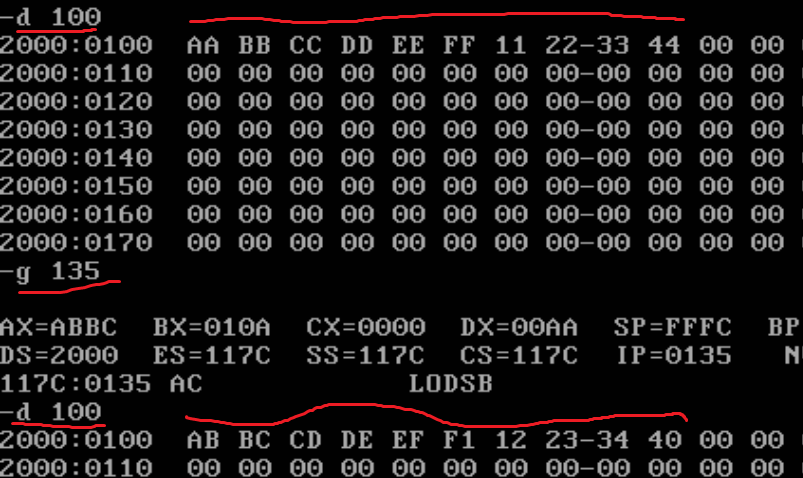 -d 100
2000:0100 AA BB CC DD EE FF 11 22-33 44 00 00
2000:0110 00 00 00 00 00 00 00 00-00 00 00 00
2000:0120 00 00 00 00 00 00 00 00-00 00 00 00
2000:0130 00 00 00 00 00 00 00 00-00 00 00 00
2000:0140 00 00 00 00 00 00 00 00-00 00 00 00
2000:0150 00 00 00 00 00 00 00 00-00 00 00 00
2000:0160 00 00 00 00 00 00 00 00-00 00 00 00
2000:0170 00 00 00 00 00 00 00 00-00 00 00 00
-g 135
AX=ABBC BX=010A CX=0000 DX=00AA SP=FFFC BP
DS=2000 ES=117C SS=117C CS=117C IP=0135
117C:0135 AC LODSB
-d 100
2000:0100 AB BC CD DE EF F1 12 23-34 40 00 00
2000:0110 00 00 00 00 00 00 00 00-00 00 00 00